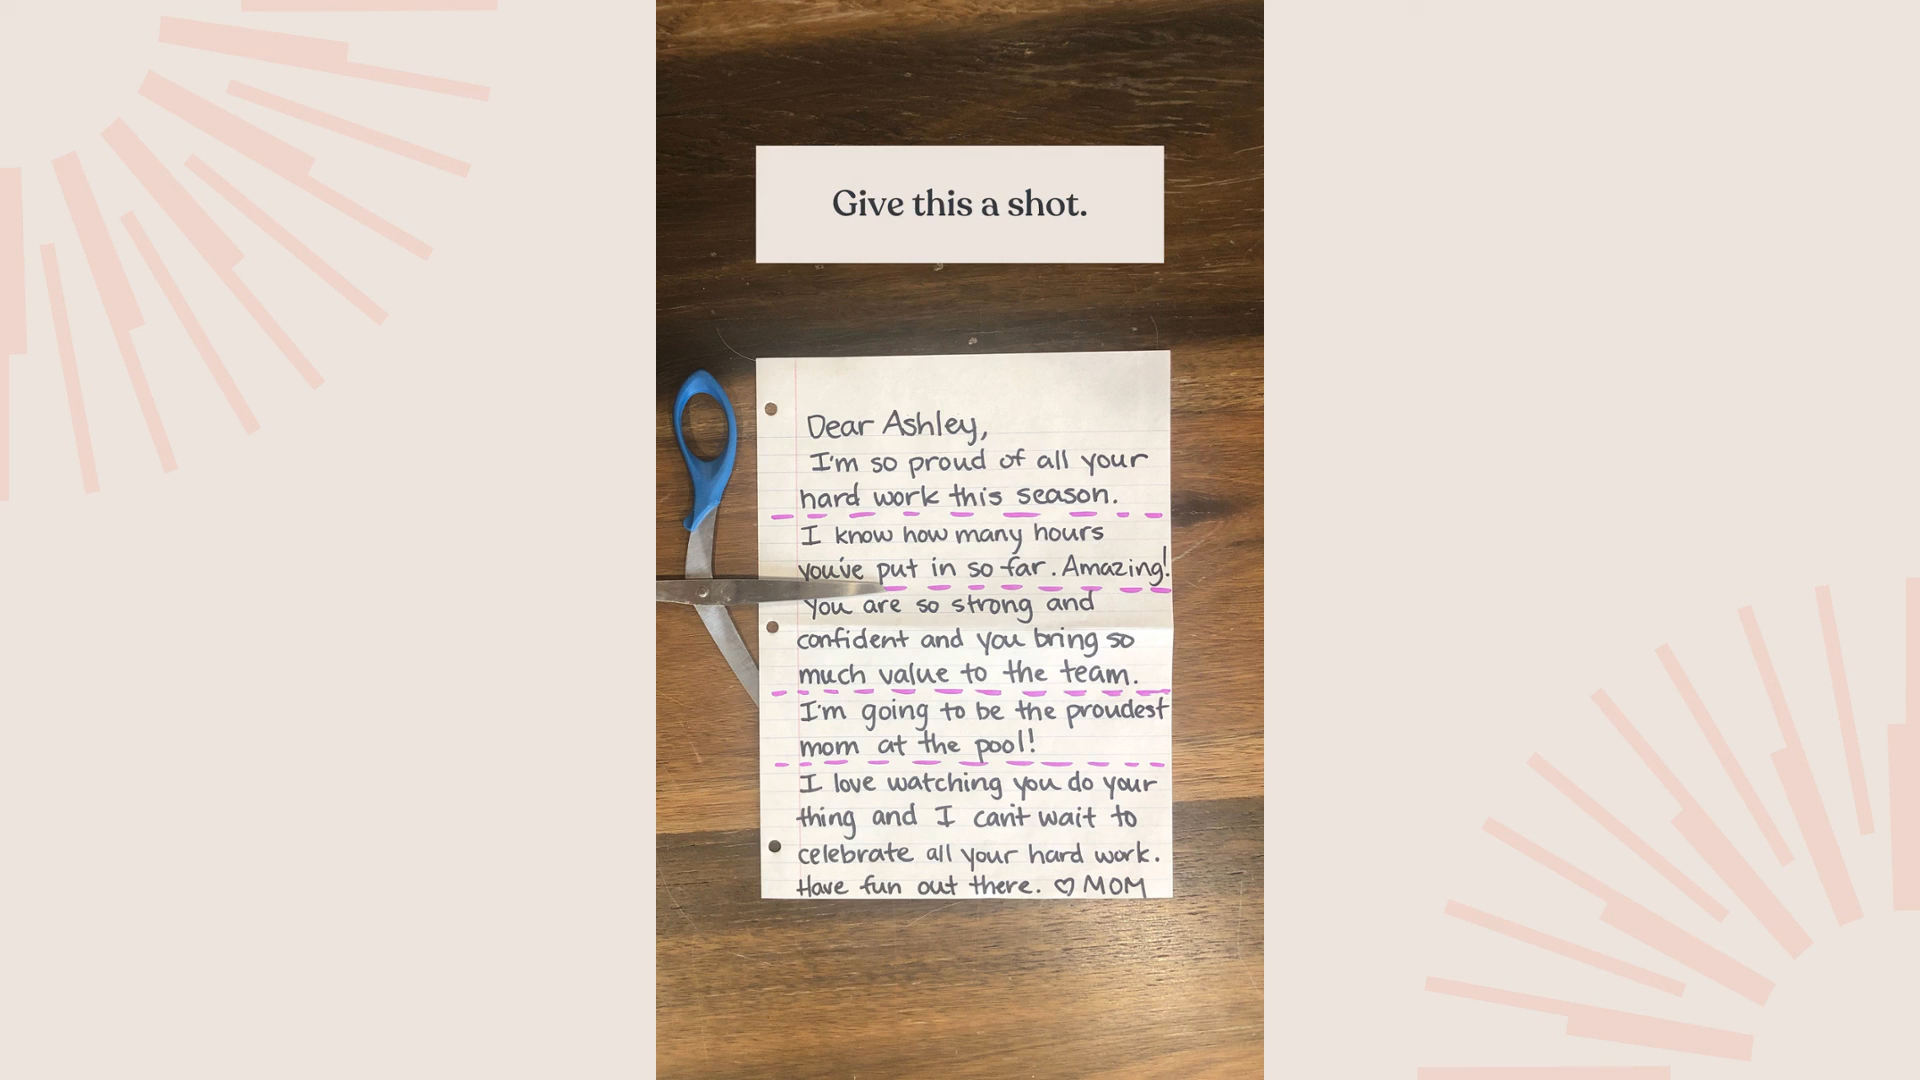 Give this a shot.
Dear Ashley,
I'm so proud of all your
hard work this season.
I know how many hours
you've put in so far. Amazing!
You are so strong and
confident and you bring so
much value to the team.
I'm going to be the proudest
mom at the pool!
I love watching you do your
thing and I can't wait to
celebrate all your hard work.
Have fun out there. ♡ MOM